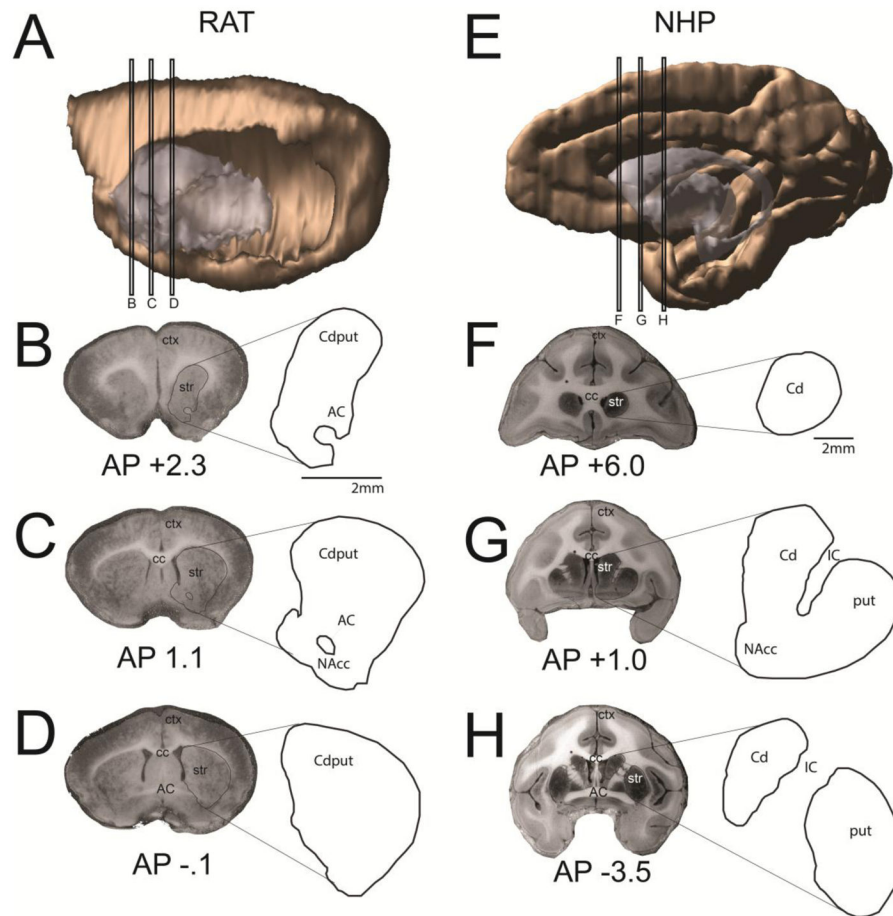 RAT
NHP
A
E
B C D
F G H
B
ctx
str
Cdput
AC
AP +2.3
2mm
F
ctx
cc
str
Cd
AP +6.0
2mm
C
ctx
cc
str
Cdput
AC
NAcc
AP 1.1
G
ctx
cc
str
Cd
IC
put
NAcc
AP +1.0
D
ctx
cc
str
AC
Cdput
AP -.1
H
ctx
cc
str
AC
Cd
IC
put
AP -3.5